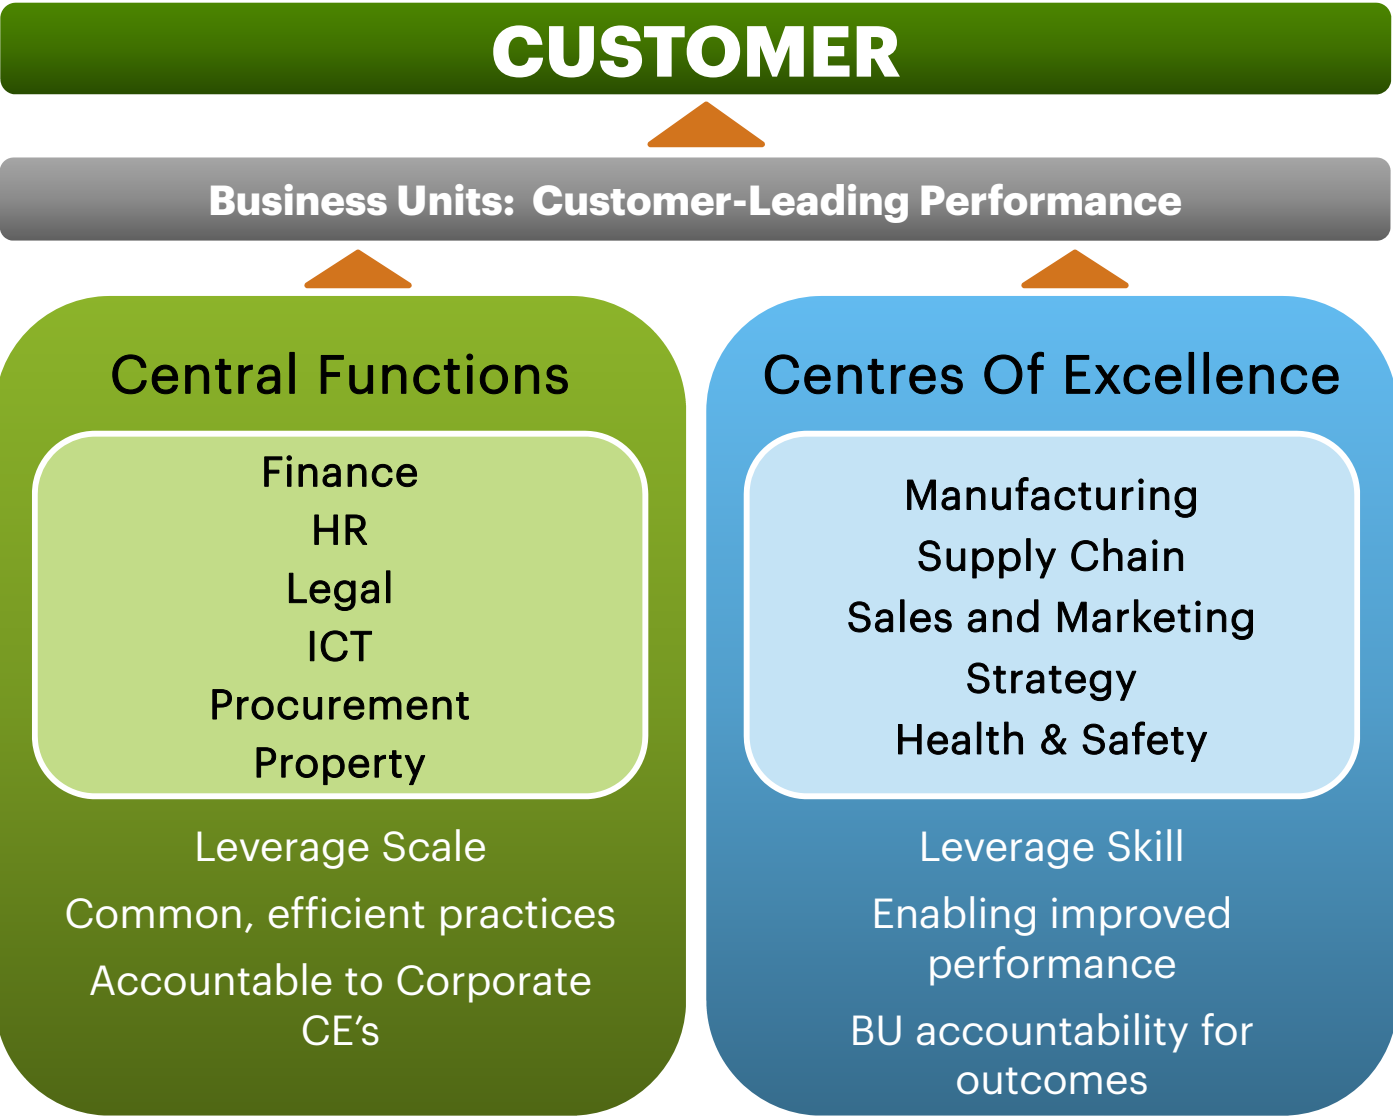 CUSTOMER
Business Units:  Customer-Leading Performance
Central Functions
Finance
HR
Legal
ICT
Procurement
Property
Leverage Scale
Common, efficient practices
Accountable to Corporate
CE’s
Centres Of Excellence
Manufacturing
Supply Chain
Sales and Marketing
Strategy
Health & Safety
Leverage Skill
Enabling improved
performance
BU accountability for
outcomes